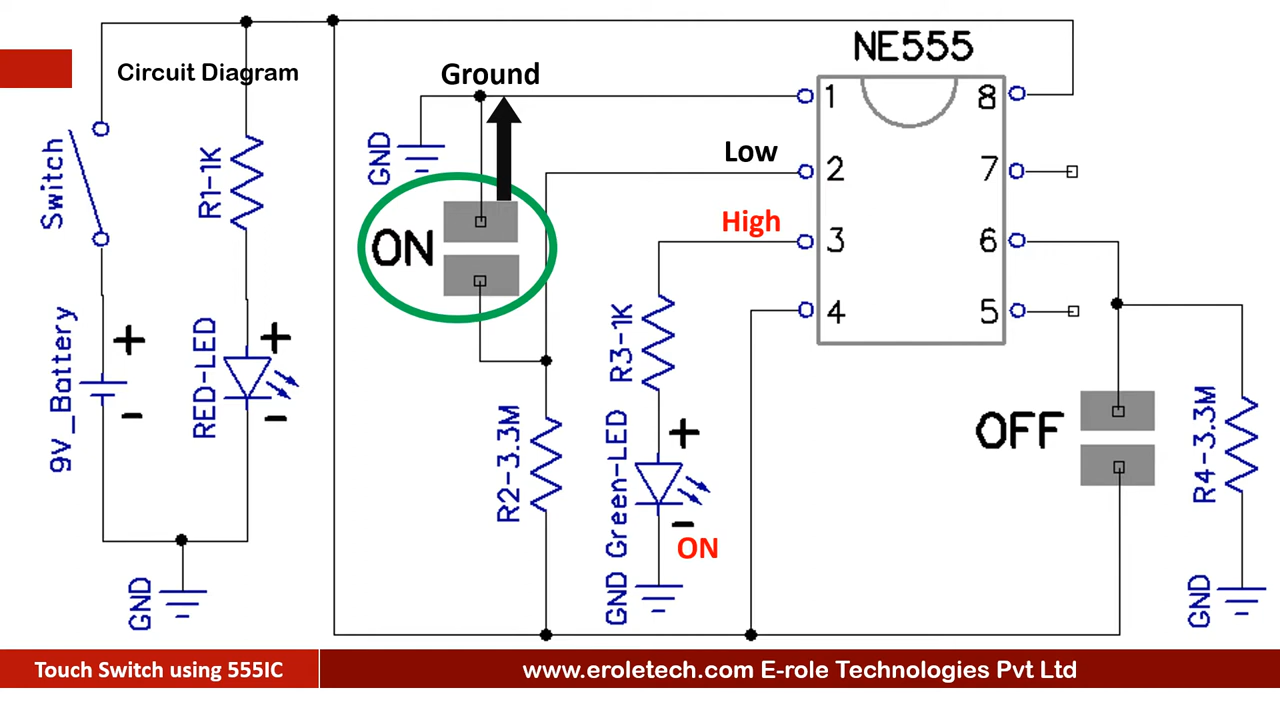 NE555
Circuit Diagram
Ground
1
8
GND
Switch
R1-1K
Low
2
7
High
ON
3
6
4
5
9V_Battery
+
-
RED-LED
+
-
R3-1K
R2-3.3M
Green-LED
+
-
ON
OFF
R4-3.3M
GND
GND
GND
Touch Switch using 555IC
www.eroletech.com E-role Technologies Pvt Ltd